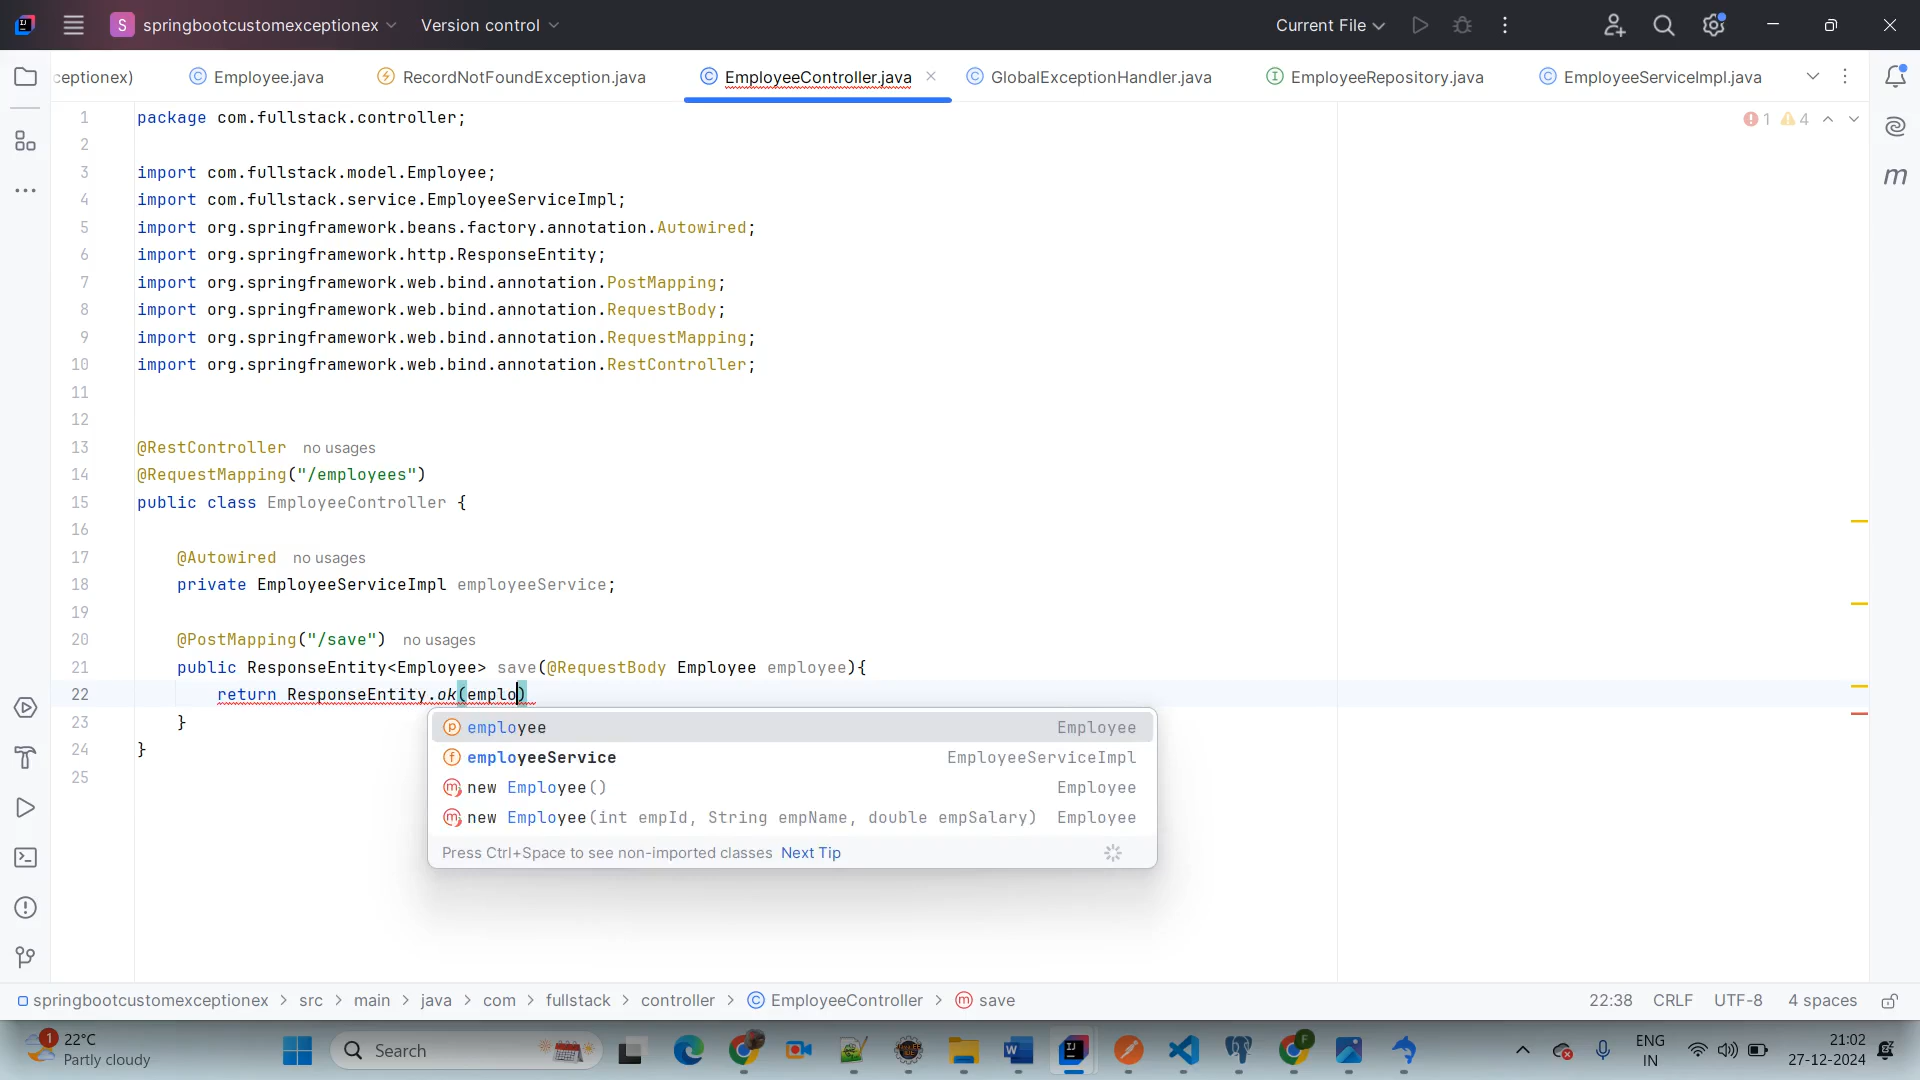 S springbootcustomexceptionex Version control Current File
ceptionex) Employee.java RecordNotFoundException.java EmployeeController.java GlobalExceptionHandler.java EmployeeRepository.java EmployeeServiceImpl.java
1 package com.fullstack.controller; 1 4
2
3 import com.fullstack.model.Employee;
4 import com.fullstack.service.EmployeeServiceImpl;
5 import org.springframework.beans.factory.annotation.Autowired;
6 import org.springframework.http.ResponseEntity;
7 import org.springframework.web.bind.annotation.PostMapping;
8 import org.springframework.web.bind.annotation.RequestBody;
9 import org.springframework.web.bind.annotation.RequestMapping;
10 import org.springframework.web.bind.annotation.RestController;
11
12
13 @RestController no usages
14 @RequestMapping("/employees")
15 public class EmployeeController {
16
17 @Autowired no usages
18 private EmployeeServiceImpl employeeService;
19
20 @PostMapping("/save") no usages
21 public ResponseEntity<Employee> save(@RequestBody Employee employee){
22 return ResponseEntity.ok(emplo)
23 }
24 }
25
p employee Employee
f employeeService EmployeeServiceImpl
m new Employee() Employee
m new Employee(int empId, String empName, double empSalary) Employee
Press Ctrl+Space to see non-imported classes Next Tip
springbootcustomexceptionex > src > main > java > com > fullstack > controller > EmployeeController > save 22:38 CRLF UTF-8 4 spaces
1 22°C
Partly cloudy
Search
ENG
IN
21:02
27-12-2024